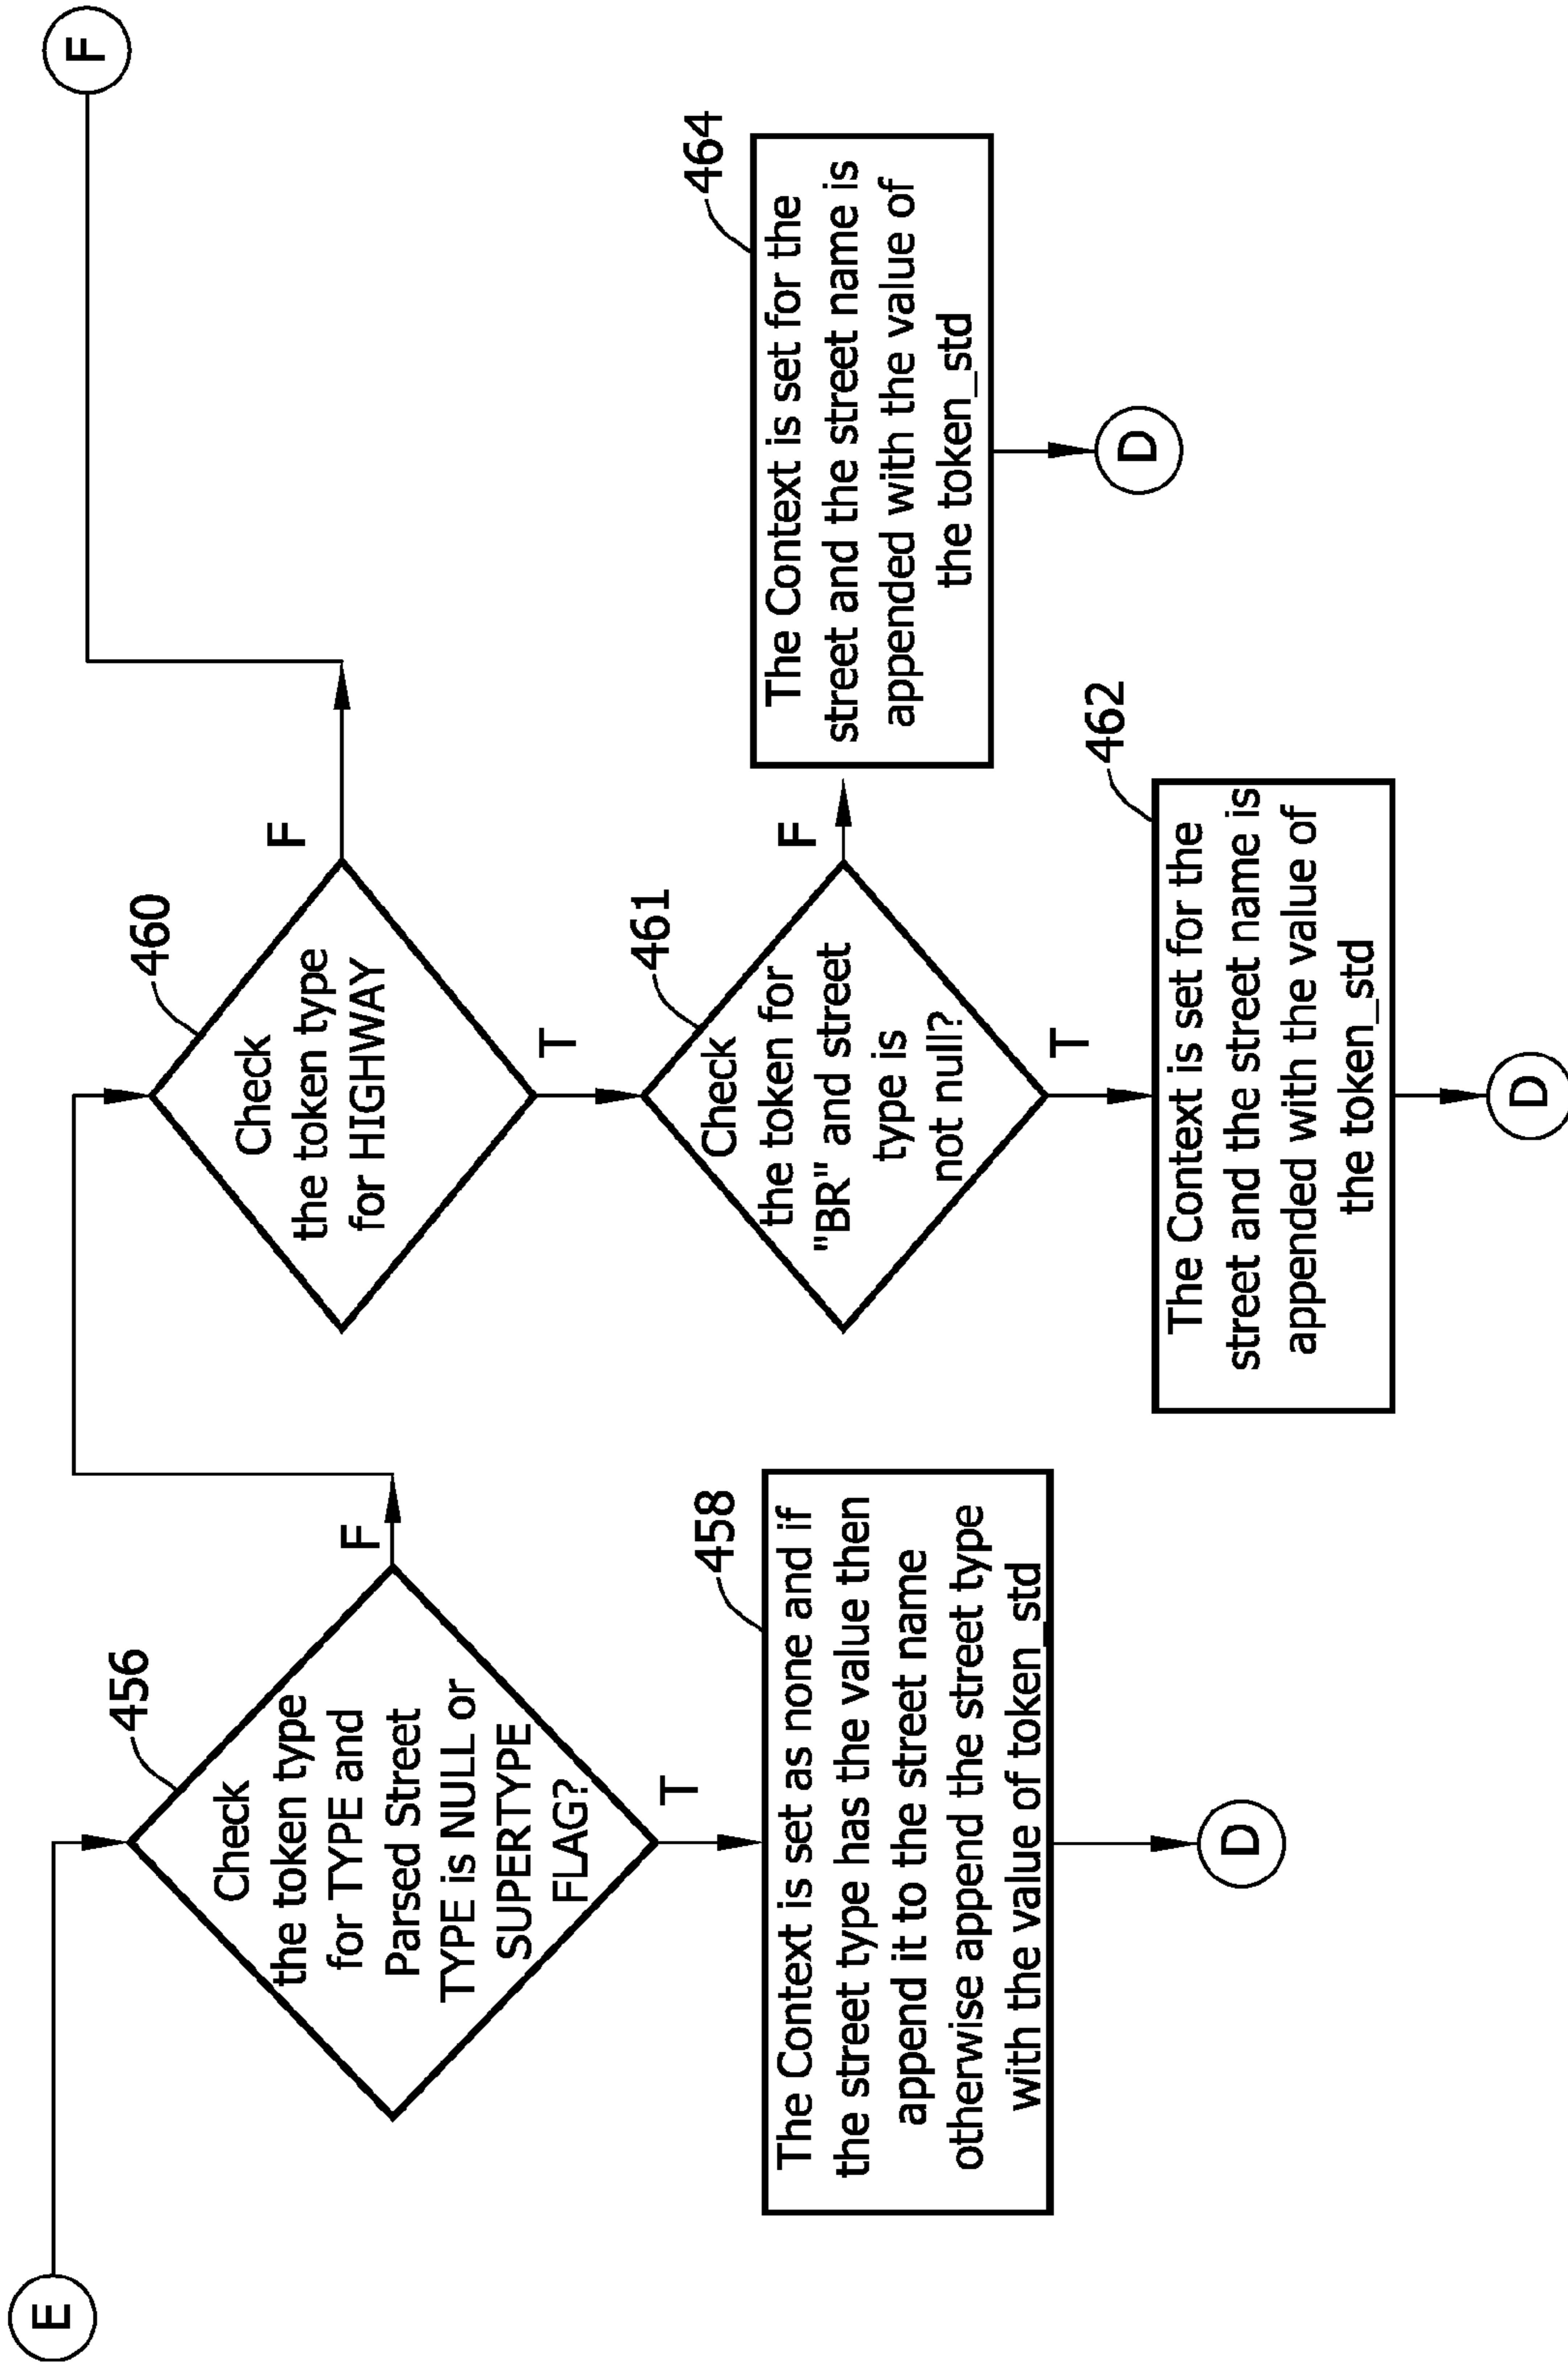 E
456
Check
the token type
for TYPE and
Parsed Street
TYPE is NULL or
SUPERTYPE
FLAG?
F
T
458
The Context is set as none and if
the street type has the value then
append it to the street name
otherwise append the street type
with the value of token_std
D
460
Check
the token type
for HIGHWAY
F
T
F
461
Check
the token for
"BR" and street
type is
not null?
F
T
462
The Context is set for the
street and the street name is
appended with the value of
the token_std
D
464
The Context is set for the
street and the street name is
appended with the value of
the token_std
D